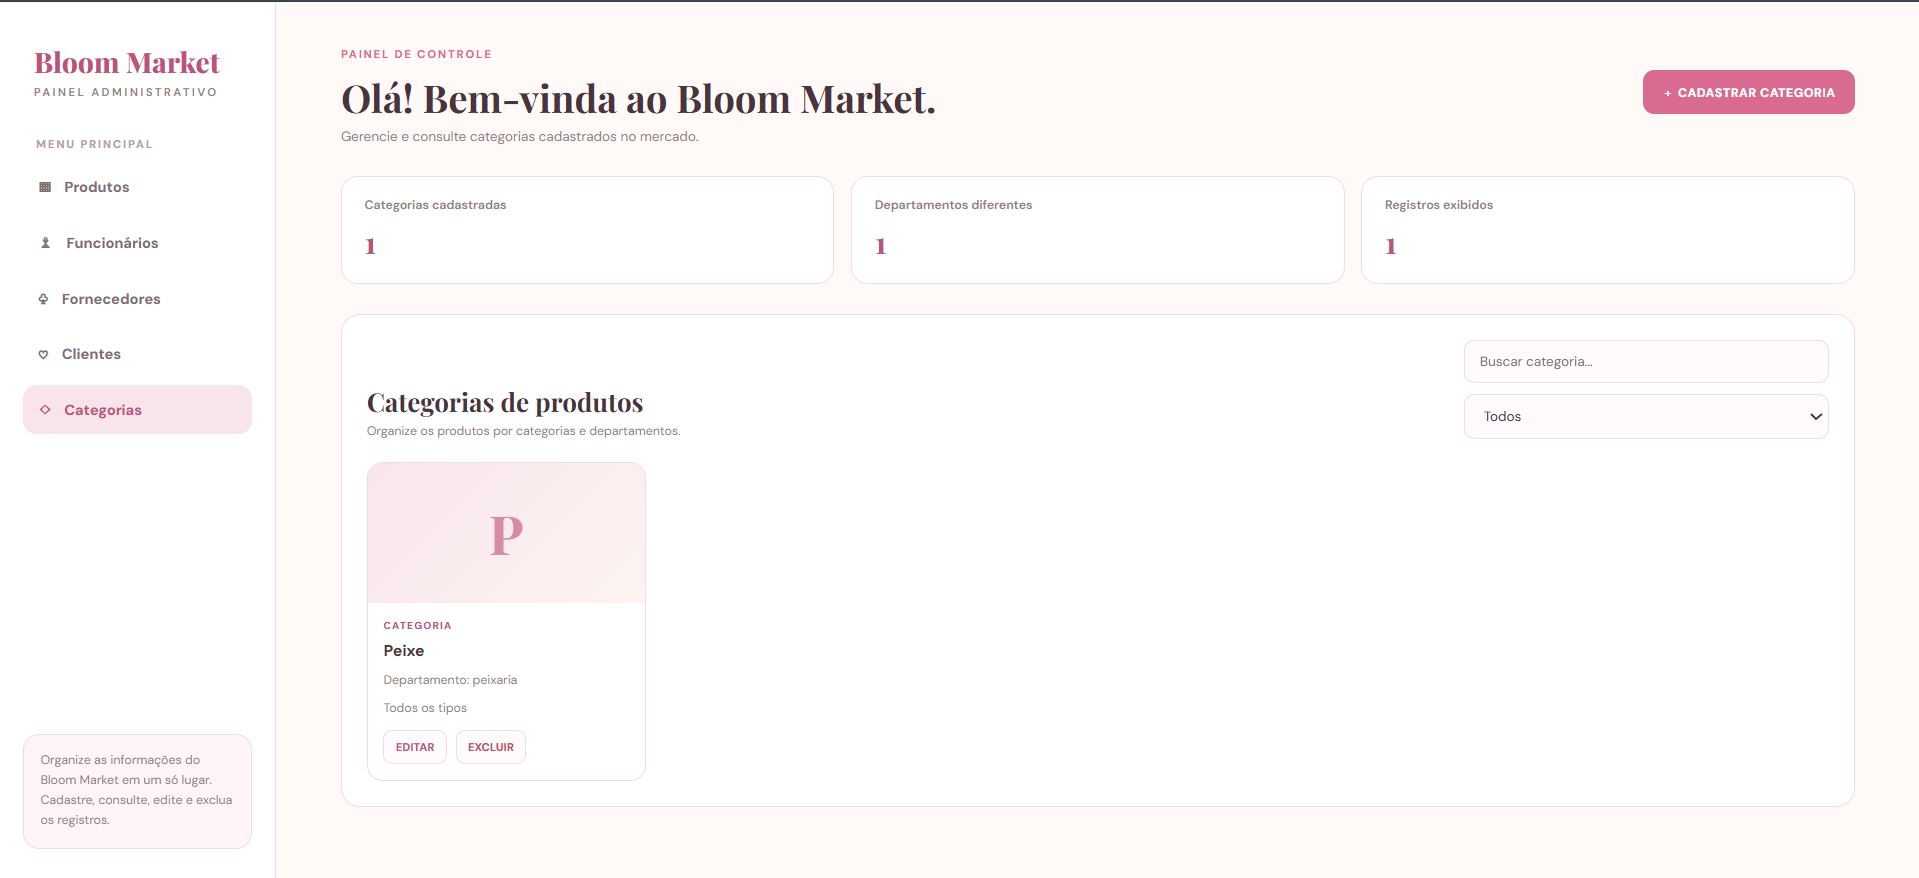 Bloom Market
PAINEL ADMINISTRATIVO
MENU PRINCIPAL
Produtos
Funcionários
Fornecedores
Clientes
Categorias
Organize as informações do
Bloom Market em um só lugar.
Cadastre, consulte, edite e exclua
os registros.
PAINEL DE CONTROLE
Olá! Bem-vinda ao Bloom Market.
Gerencie e consulte categorias cadastrados no mercado.
+ CADASTRAR CATEGORIA
Categorias cadastradas
1
Departamentos diferentes
1
Registros exibidos
1
Buscar categoria...
Todos
Categorias de produtos
Organize os produtos por categorias e departamentos.
P
CATEGORIA
Peixe
Departamento: peixaria
Todos os tipos
EDITAR EXCLUIR